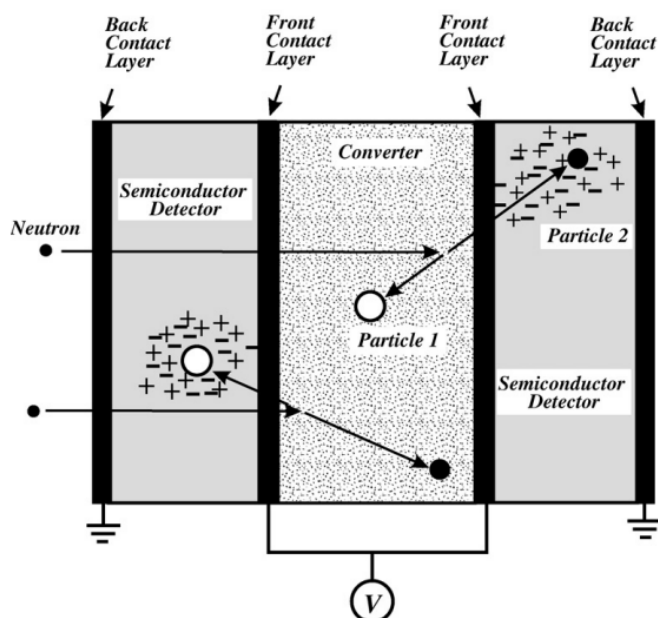 Back
Contact
Layer
Front
Contact
Layer
Front
Contact
Layer
Back
Contact
Layer
Converter
Semiconductor
Detector
Neutron
Particle 2
Particle 1
Semiconductor
Detector
V